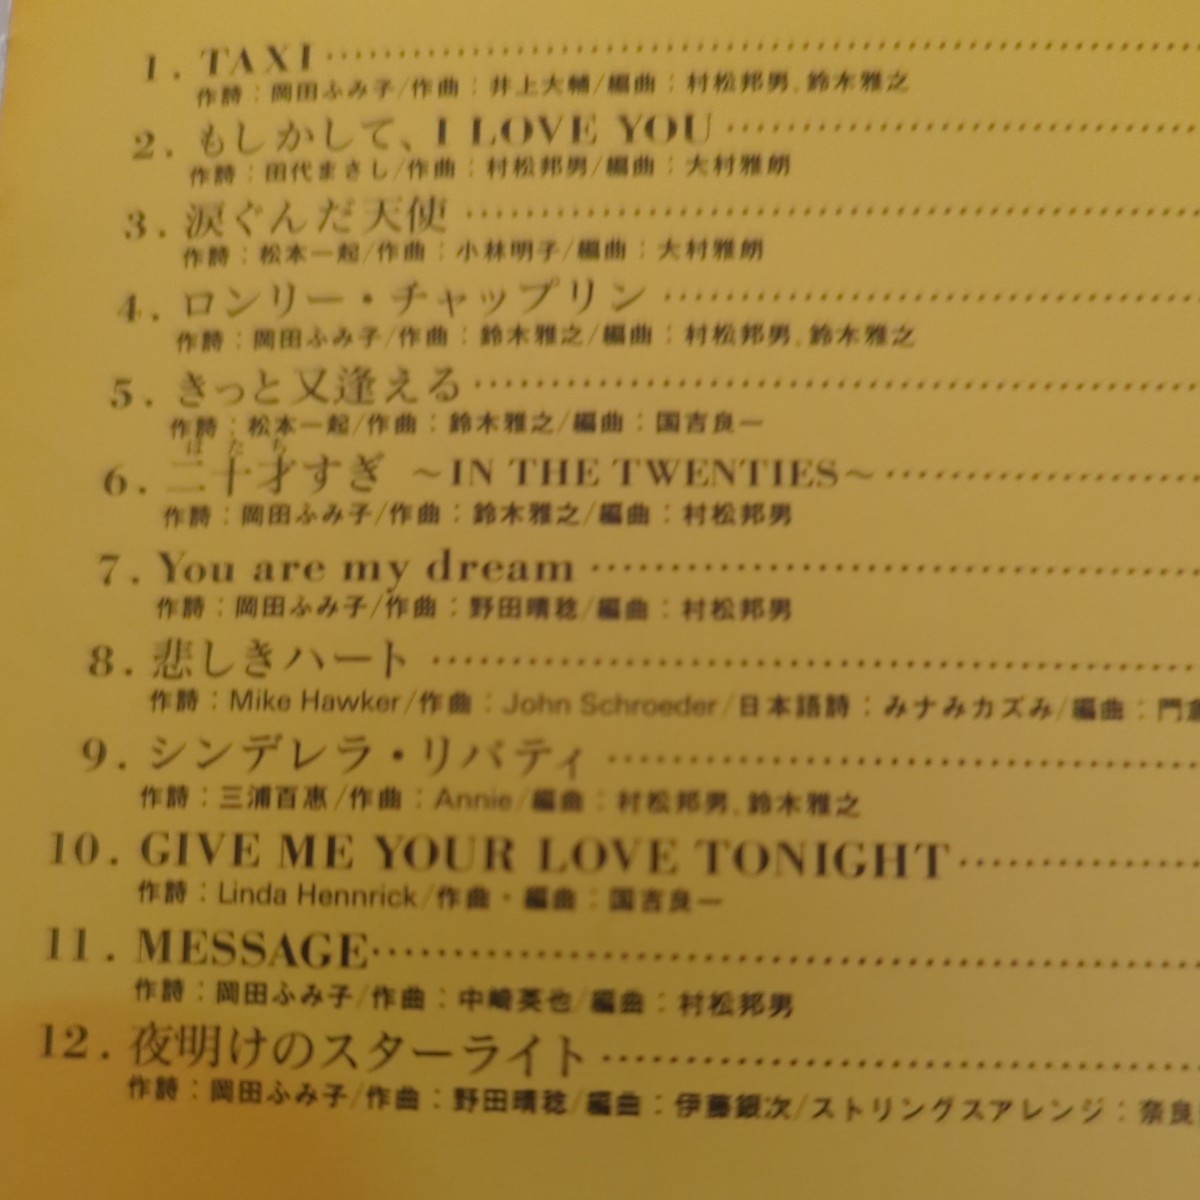 1. TAXI
作詩：岡田ふみ子/作曲：井上大輔/編曲：村松邦男、鈴木雅之
2. もしかして、I LOVE YOU
作詩：田代まさし/作曲：村松邦男/編曲：大村雅朗
3. 涙ぐんだ天使
作詩：松本一起/作曲：小林明子/編曲：大村雅朗
4. ロンリー・チャップリン
作詩：岡田ふみ子/作曲：鈴木雅之/編曲：村松邦男、鈴木雅之
5. きっと又逢える
作詩：松本一起/作曲：鈴木雅之/編曲：国吉良一
はたち
6. 二十才すぎ ～IN THE TWENTIES～
作詩：岡田ふみ子/作曲：鈴木雅之/編曲：村松邦男
7. You are my dream
作詩：岡田ふみ子/作曲：野田晴稔/編曲：村松邦男
8. 悲しきハート
作詩：Mike Hawker/作曲：John Schroeder/日本語詩：みナみカズみ/編曲：門倉
9. シンデレラ・リバティ
作詩：三浦百惠/作曲：Annie/編曲：村松邦男、鈴木雅之
10. GIVE ME YOUR LOVE TONIGHT
作詩：Linda Hennrick/作曲・編曲：国吉良一
11. MESSAGE
作詩：岡田ふみ子/作曲：中崎英也/編曲：村松邦男
12. 夜明けのスターライト
作詩：岡田ふみ子/作曲：野田晴稔/編曲：伊藤銀次/ストリングスアレンジ：奈良